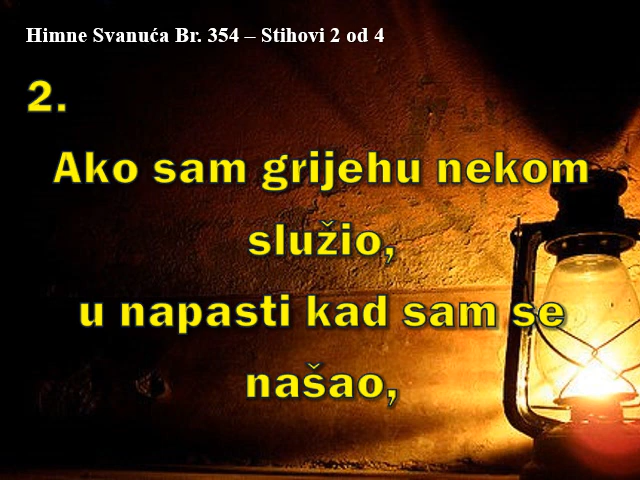 Himne Svanuća Br. 354 – Stihovi 2 od 4
2.
Ako sam grijehu nekom
služio,
u napasti kad sam se
našao,